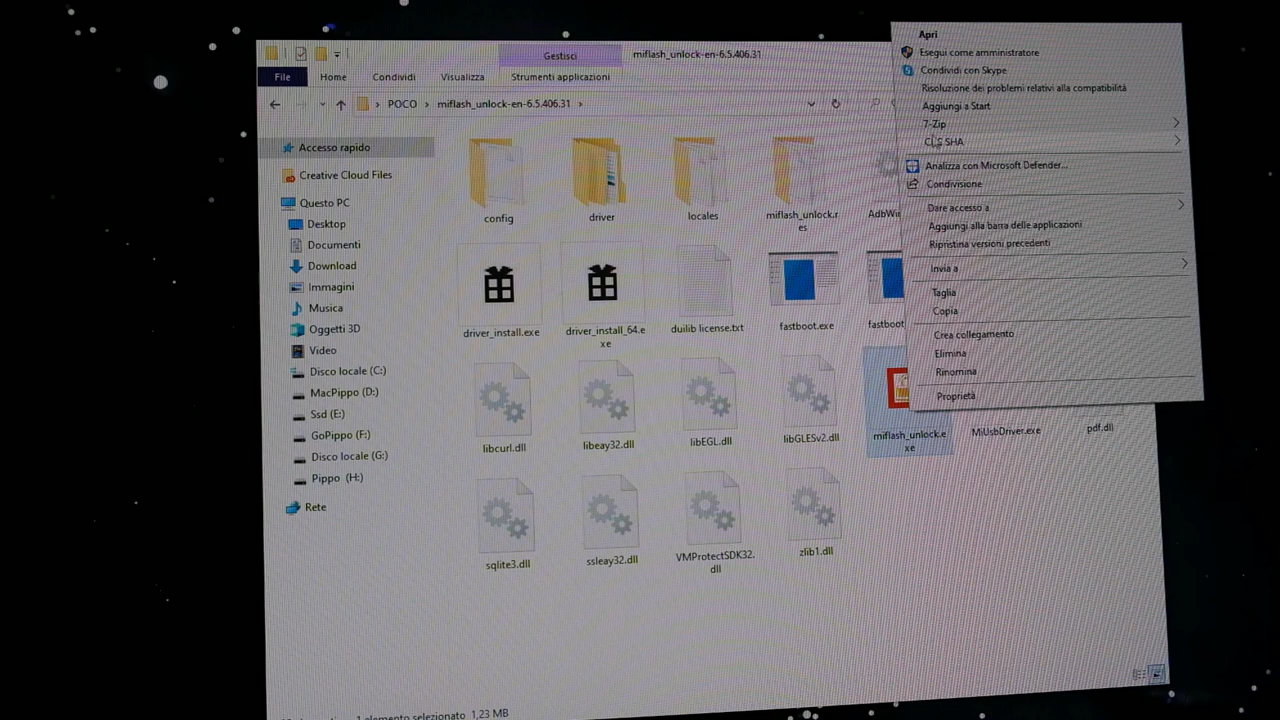 Gestisci
miflash_unlock-en-6.5.406.31
File
Home
Condividi
Visualizza
Strumenti applicazioni
POCO
miflash_unlock-en-6.5.406.31
Accesso rapido
Creative Cloud Files
Questo PC
Desktop
Documenti
Download
Immagini
Musica
Oggetti 3D
Video
Disco locale (C:)
MacPippo (D:)
Ssd (E:)
GoPippo (F:)
Disco locale (G:)
Pippo (H:)
Rete
config
driver
locales
miflash_unlock.r
es
AdbWi
driver_install.exe
driver_install_64.e
xe
duilib license.txt
fastboot.exe
fastboot
libcurl.dll
libeay32.dll
libEGL.dll
libGLESv2.dll
miflash_unlock.e
xe
MiUsbDriver.exe
pdf.dll
sqlite3.dll
ssleay32.dll
VMProtectSDK32.
dll
zlib1.dll
1 elemento selezionato 1,23 MB
Apri
Esegui come amministratore
Condividi con Skype
Risoluzione dei problemi relativi alla compatibilità
Aggiungi a Start
7-Zip
SHA
Analizza con Microsoft Defender...
Condivisione
Dare accesso a
Aggiungi alla barra delle applicazioni
Ripristina versioni precedenti
Invia a
Taglia
Copia
Crea collegamento
Elimina
Rinomina
Proprietà